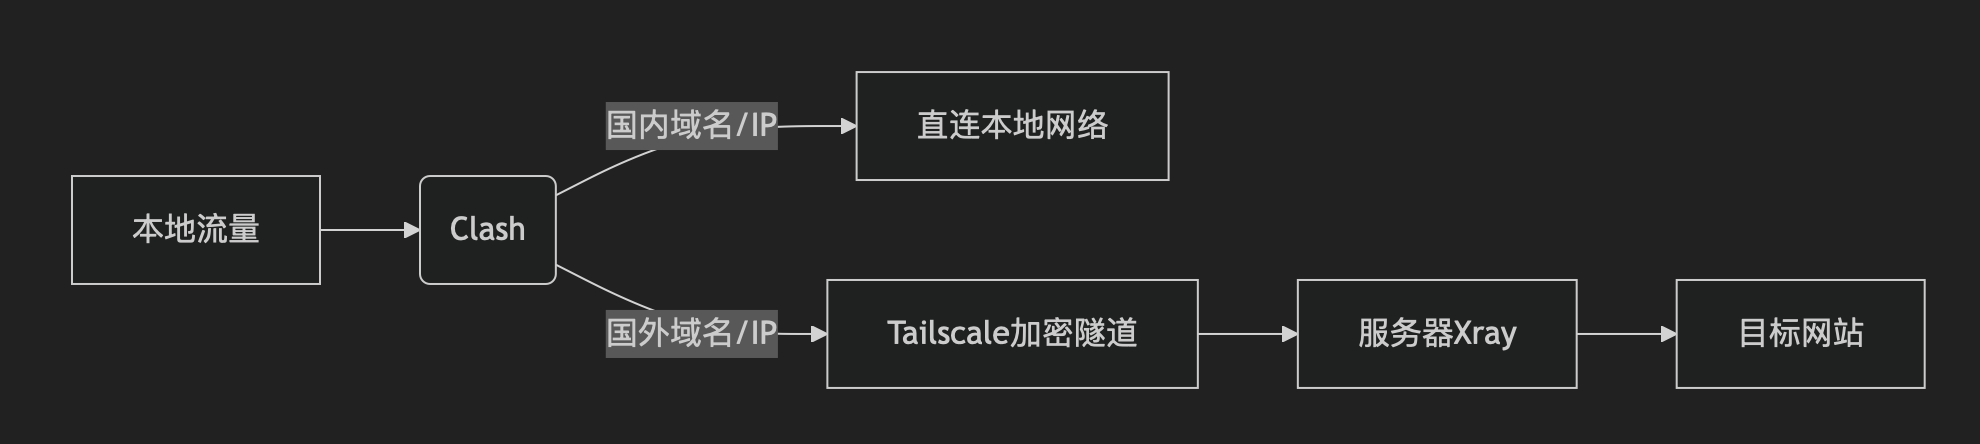 国内域名/IP
直连本地网络
本地流量
Clash
国外域名/IP
Tailscale加密隧道
服务器Xray
目标网站